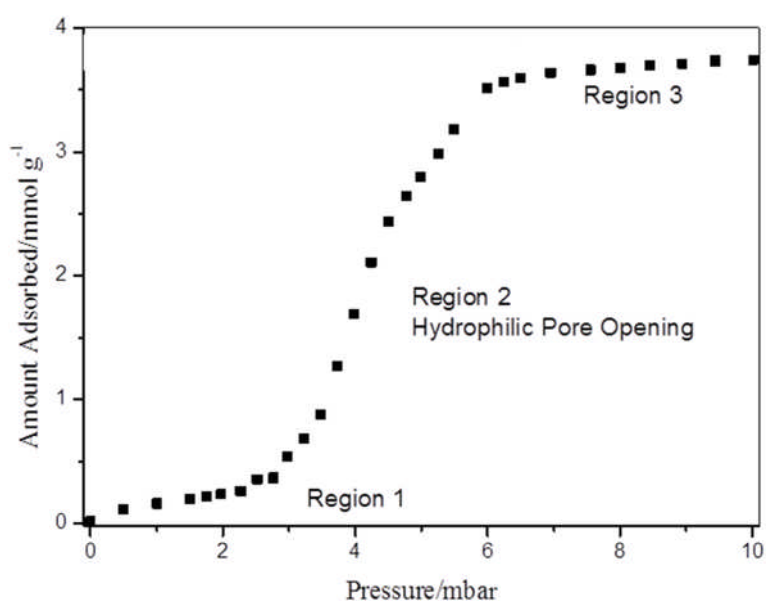 4
3
2
1
0
Amount Adsorbed/mmol g⁻¹
Region 3
Region 2
Hydrophilic Pore Opening
Region 1
0 2 4 6 8 10
Pressure/mbar